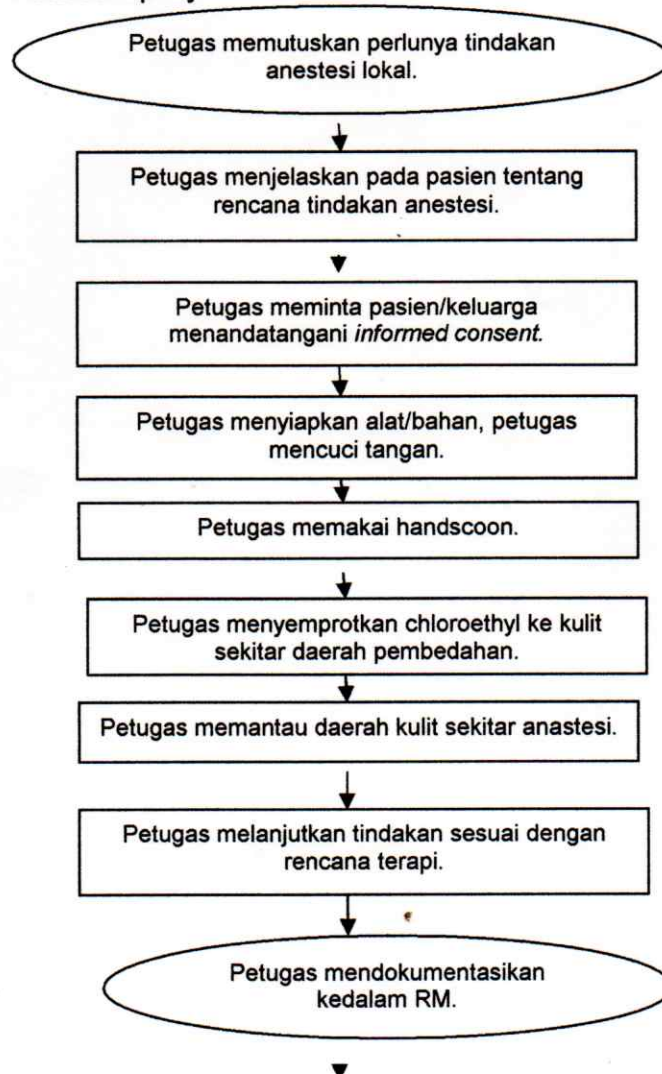 Petugas memutuskan perlunya tindakan
anestesi lokal.
Petugas menjelaskan pada pasien tentang
rencana tindakan anestesi.
Petugas meminta pasien/keluarga
menandatangani informed consent.
Petugas menyiapkan alat/bahan, petugas
mencuci tangan.
Petugas memakai handscoon.
Petugas menyemprotkan chloroethyl ke kulit
sekitar daerah pembedahan.
Petugas memantau daerah kulit sekitar anastesi.
Petugas melanjutkan tindakan sesuai dengan
rencana terapi.
Petugas mendokumentasikan
kedalam RM.